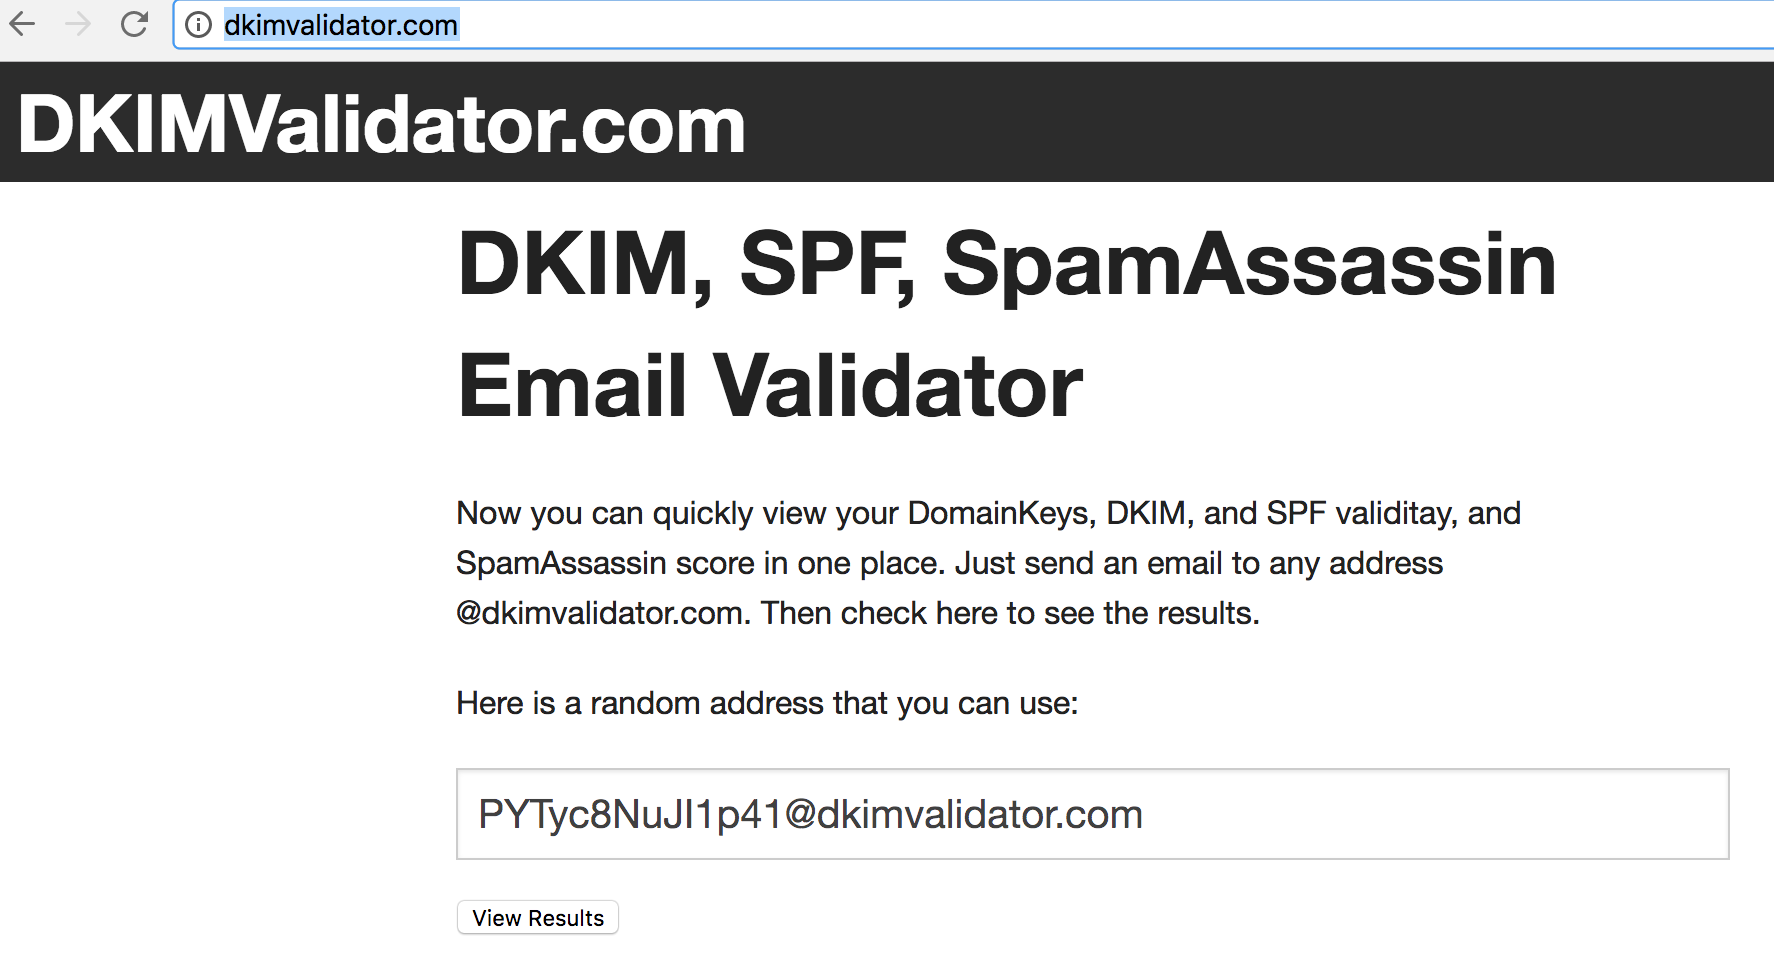 dkimvalidator.com
DKIMValidator.com
DKIM, SPF, SpamAssassin
Email Validator
Now you can quickly view your DomainKeys, DKIM, and SPF validitay, and
SpamAssassin score in one place. Just send an email to any address
@dkimvalidator.com. Then check here to see the results.
Here is a random address that you can use:
PYTyc8NuJI1p41@dkimvalidator.com
View Results